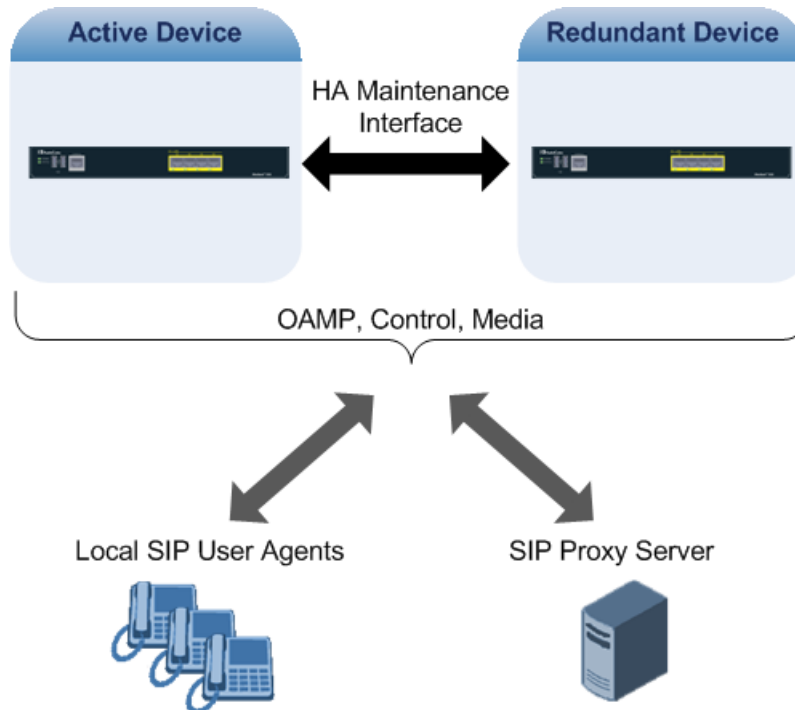 Active Device
Redundant Device
HA Maintenance
Interface
OAMP, Control, Media
Local SIP User Agents
SIP Proxy Server